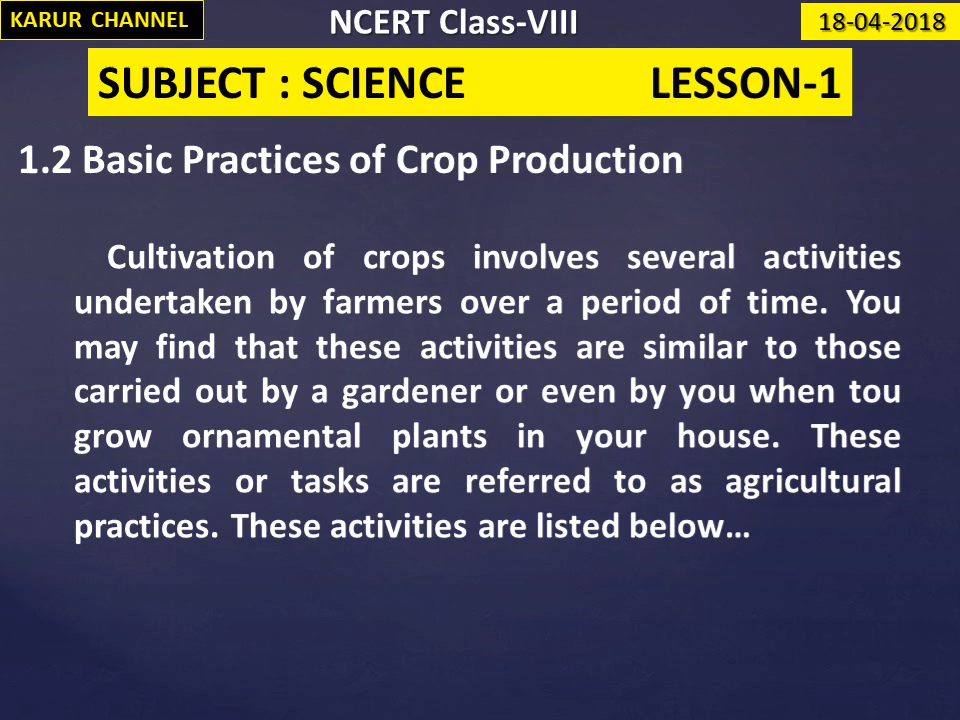 KARUR CHANNEL
NCERT Class-VIII
18-04-2018
SUBJECT : SCIENCE LESSON-1
1.2 Basic Practices of Crop Production
Cultivation of crops involves several activities
undertaken by farmers over a period of time. You
may find that these activities are similar to those
carried out by a gardener or even by you when tou
grow ornamental plants in your house. These
activities or tasks are referred to as agricultural
practices. These activities are listed below…